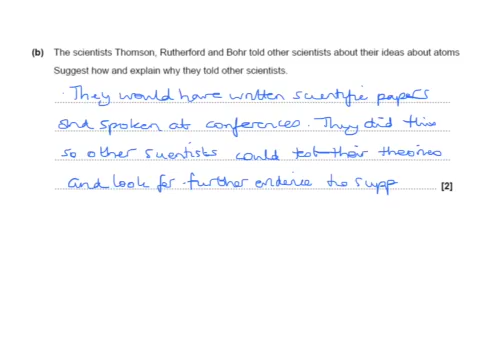 (b) The scientists Thomson, Rutherford and Bohr told other scientists about their ideas about atoms
Suggest how and explain why they told other scientists.
They would have written scientific papers
and spoken at conferences. They did this
so other scientists could test their theories
and look for further evidence to supp [2]